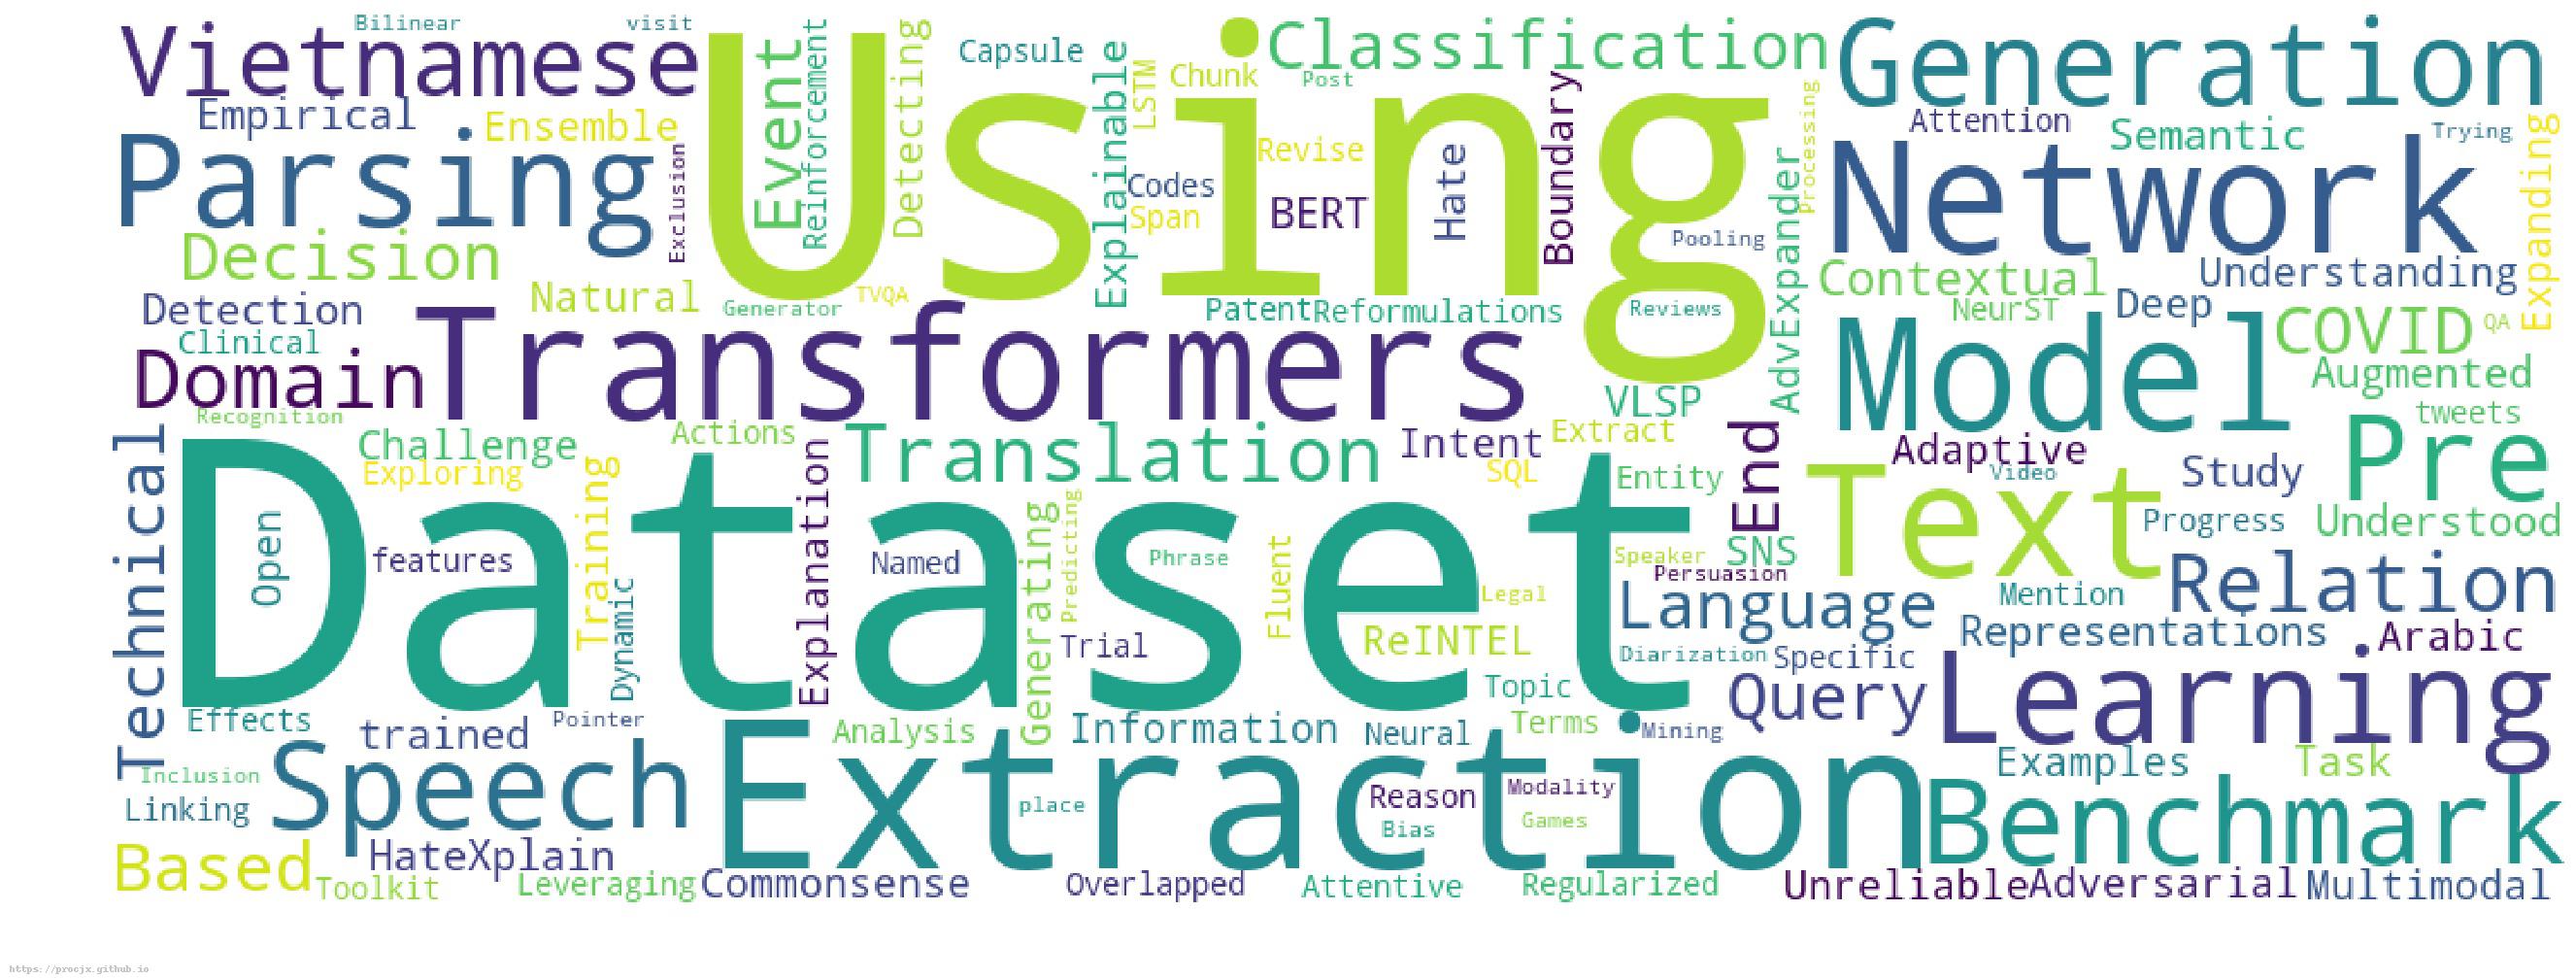 Bilinear
visit
Vietnamese
Using
Event
Reinforcement
Detecting
Capsule
Explainable
LSTM
Chunk
Post
Classification
Generation
Empirical
Ensemble
Attention
Semantic
Trying
Parsing
Exclusion
Revise
Codes
Span
BERT
Hate
Boundary
Pooling
Processing
AdvExpander
Network
Expanding
Decision
Detection
Natural
Generator
TVQA
Patent
Reformulations
Reviews
Contextual
Understanding
NeurST
Deep
Clinical
Domain
Transformers
VLSP
Model
COVID
QA
Augmented
Recognition
tweets
Technical
Challenge
Actions
Exploring
Translation
Intent
Extract
SQL
Entity
End
Adaptive
Video
Text
Study
Pre
Dataset
Open
features
Training
Dynamic
Explanation
Named
Generating
Predicting
Phrase
Fluent
Speaker
SNS
Persuasion
Progress
Understood
Legal
Language
Mention
Relation
Trial
ReINTEL
Representations
Arabic
Diarization
Specific
Topic
Query
Learning
Effects
trained
Pointer
Analysis
Information
Neural
Terms
Mining
Inclusion
Speech
Extraction
Examples
Task
Linking
place
Reason
Modality
Bias
Games
Benchmark
Based
HateXplain
Toolkit
Leveraging
Commonsense
Overlapped
Attentive
Regularized
Unreliable
Adversarial
Multimodal
https://procjx.github.io